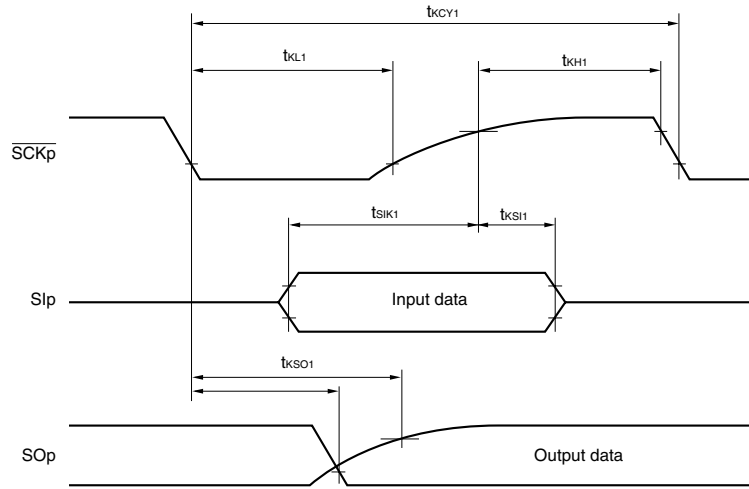 tKCY1
tKL1
tKH1
SCKp
tSIK1
tKSI1
SIp
Input data
tKSO1
SOp
Output data